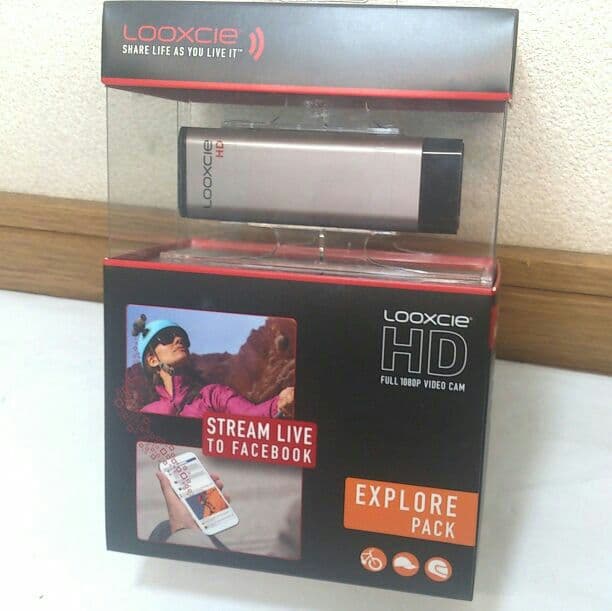 LOOXCIE
SHARE LIFE AS YOU LIVE IT™
LOOXCIE HD
LOOXCIE®
HD
FULL 1080P VIDEO CAM
STREAM LIVE
TO FACEBOOK
EXPLORE
PACK